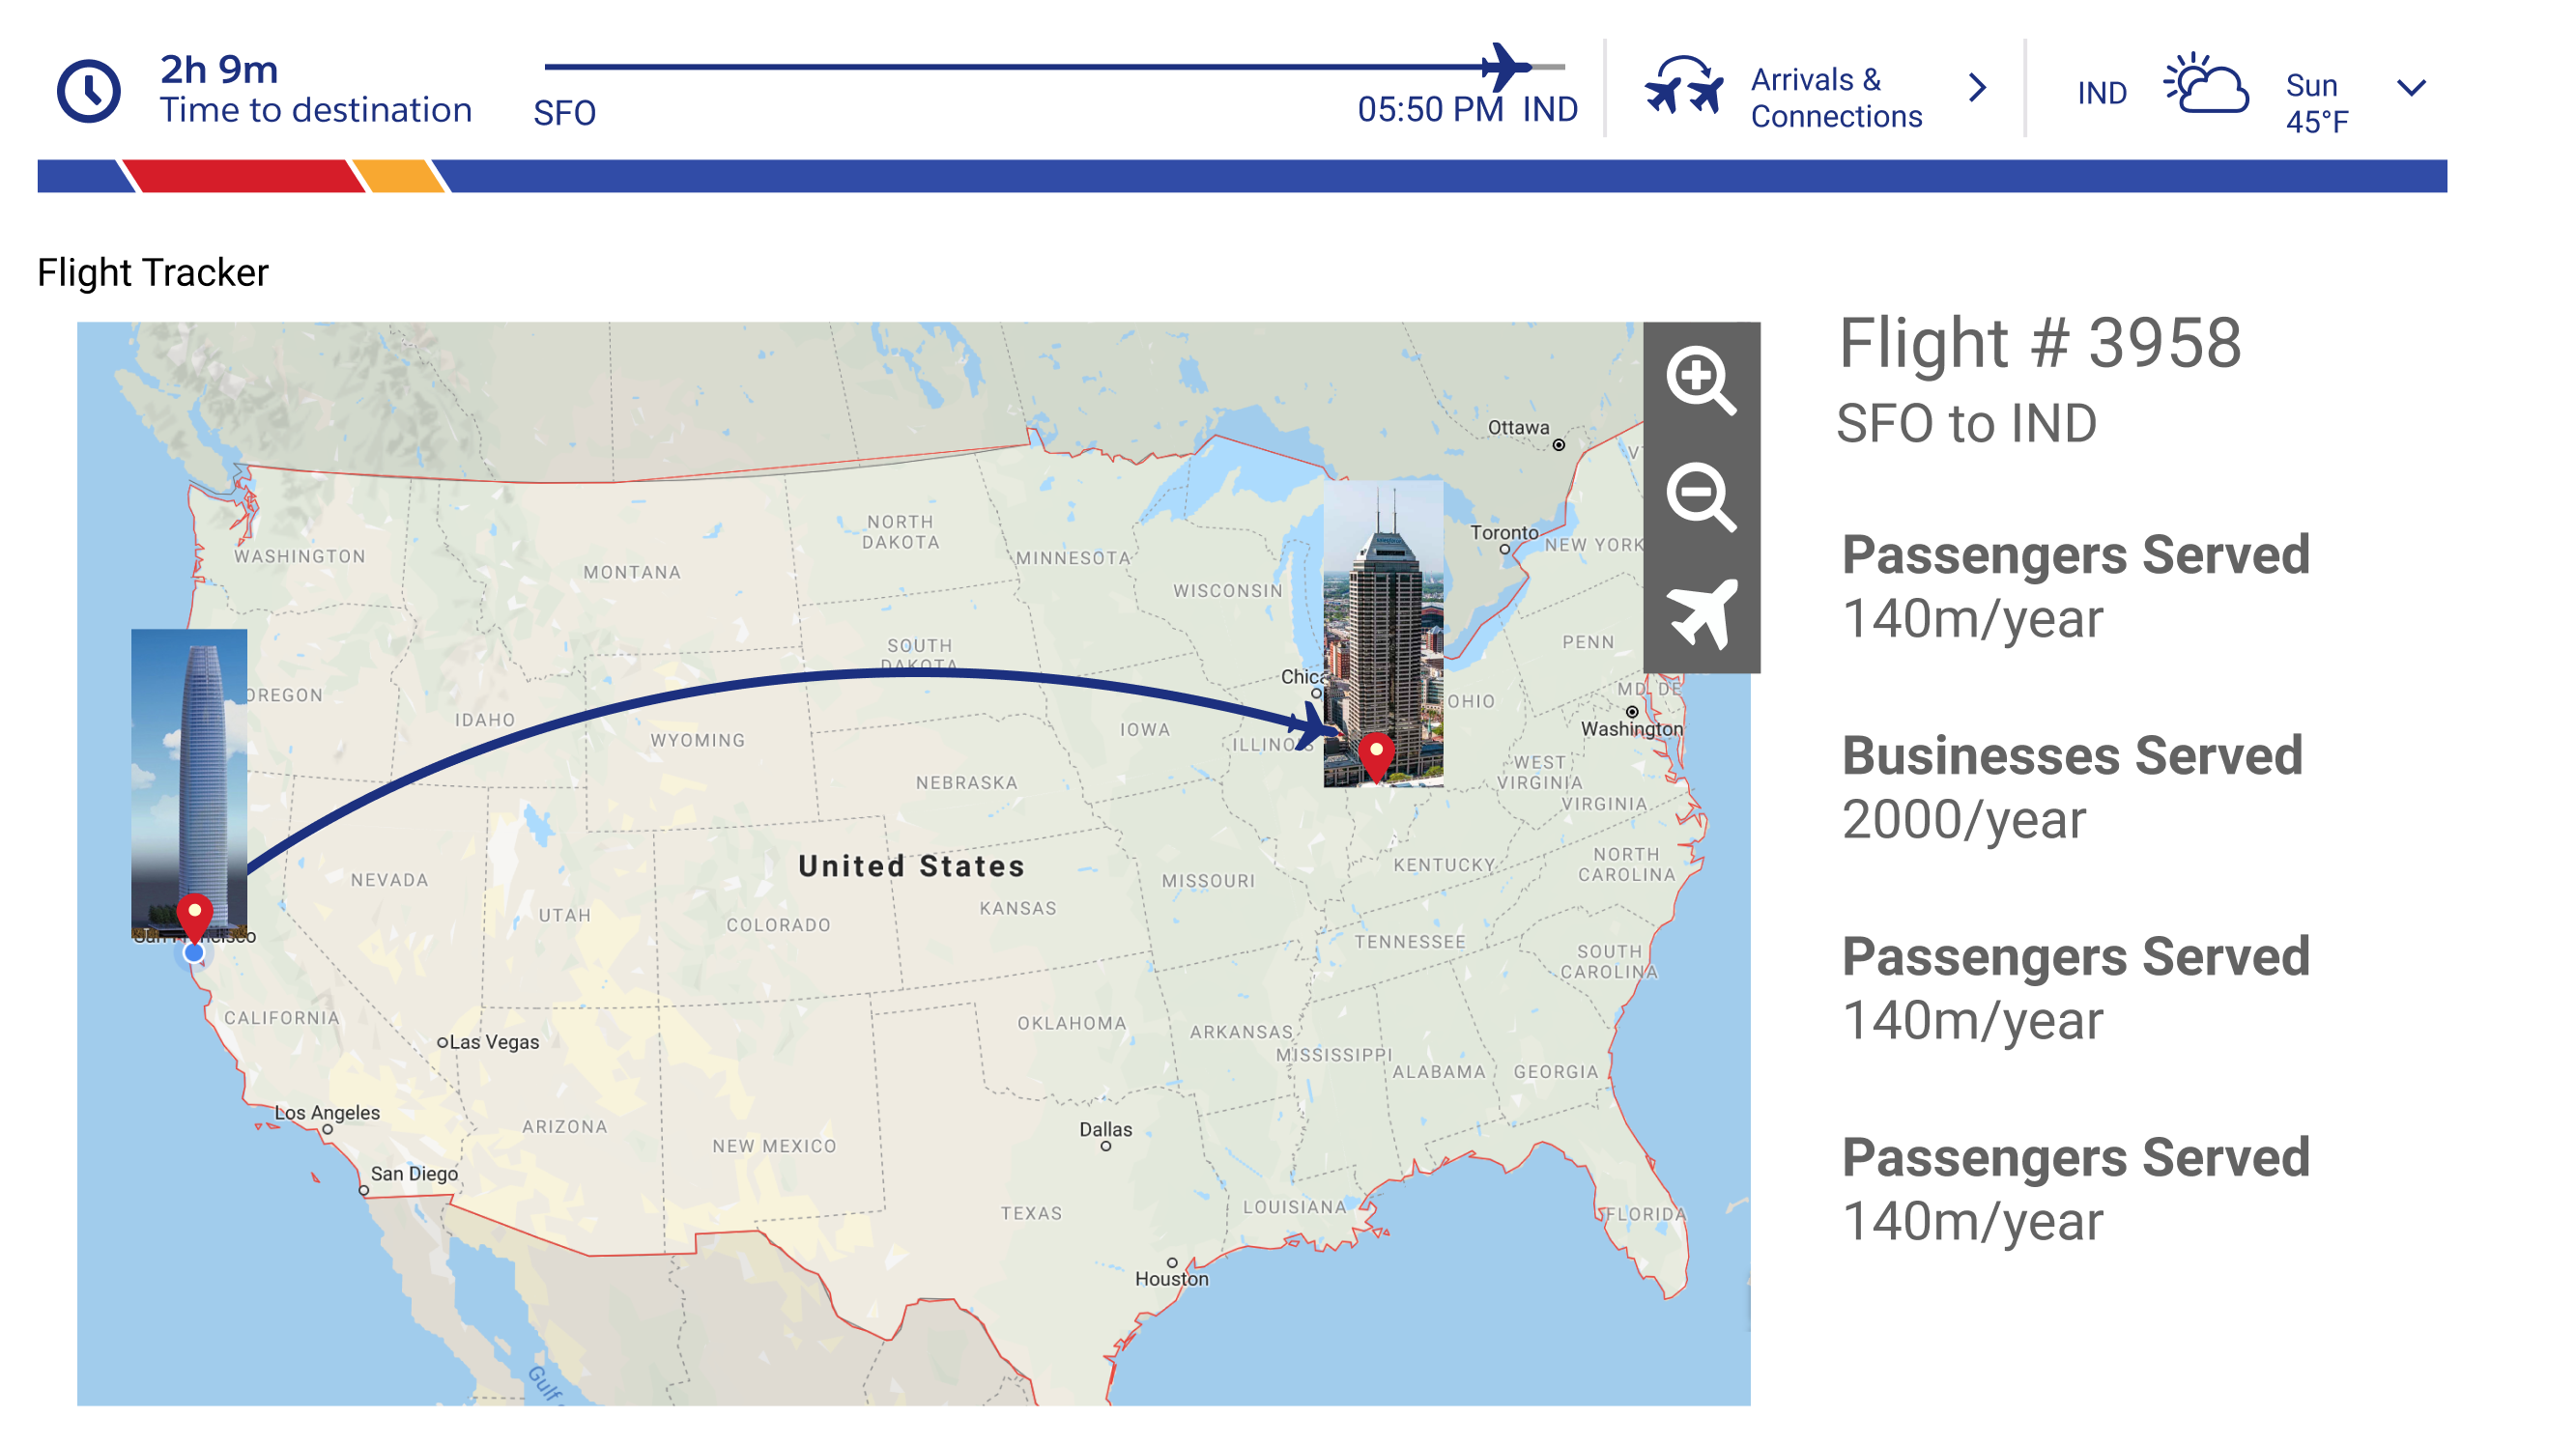 2h 9m
Time to destination
SFO
05:50 PM IND
Arrivals &
Connections
IND
Sun
45°F
Flight Tracker
Flight # 3958
SFO to IND
Passengers Served
140m/year
Businesses Served
2000/year
Passengers Served
140m/year
Passengers Served
140m/year
Ottawa
Toronto
NEW YORK
NORTH
DAKOTA
MINNESOTA
WASHINGTON
MONTANA
WISCONSIN
SOUTH
DAKOTA
PENN
Chica
OREGON
IDAHO
WYOMING
IOWA
ILLINOIS
OHIO
MD DE
Washington
NEBRASKA
WEST
VIRGINIA
VIRGINIA
United States
NEVADA
UTAH
COLORADO
KANSAS
MISSOURI
KENTUCKY
NORTH
CAROLINA
San Francisco
TENNESSEE
SOUTH
CAROLINA
CALIFORNIA
Las Vegas
OKLAHOMA
ARKANSAS
MISSISSIPPI
ALABAMA
GEORGIA
Los Angeles
ARIZONA
NEW MEXICO
Dallas
San Diego
TEXAS
LOUISIANA
FLORIDA
Houston
Gulf